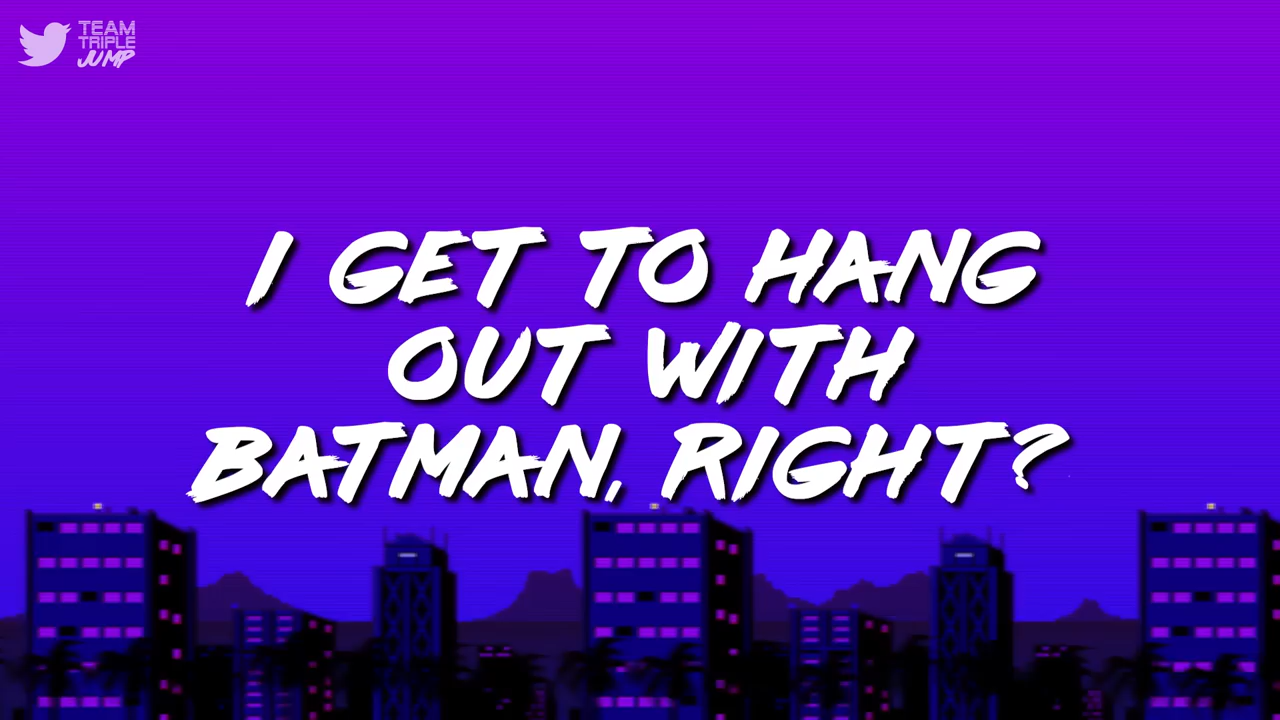 TEAM
TRIPLE
JUMP
I GET TO HANG
OUT WITH
BATMAN, RIGHT?